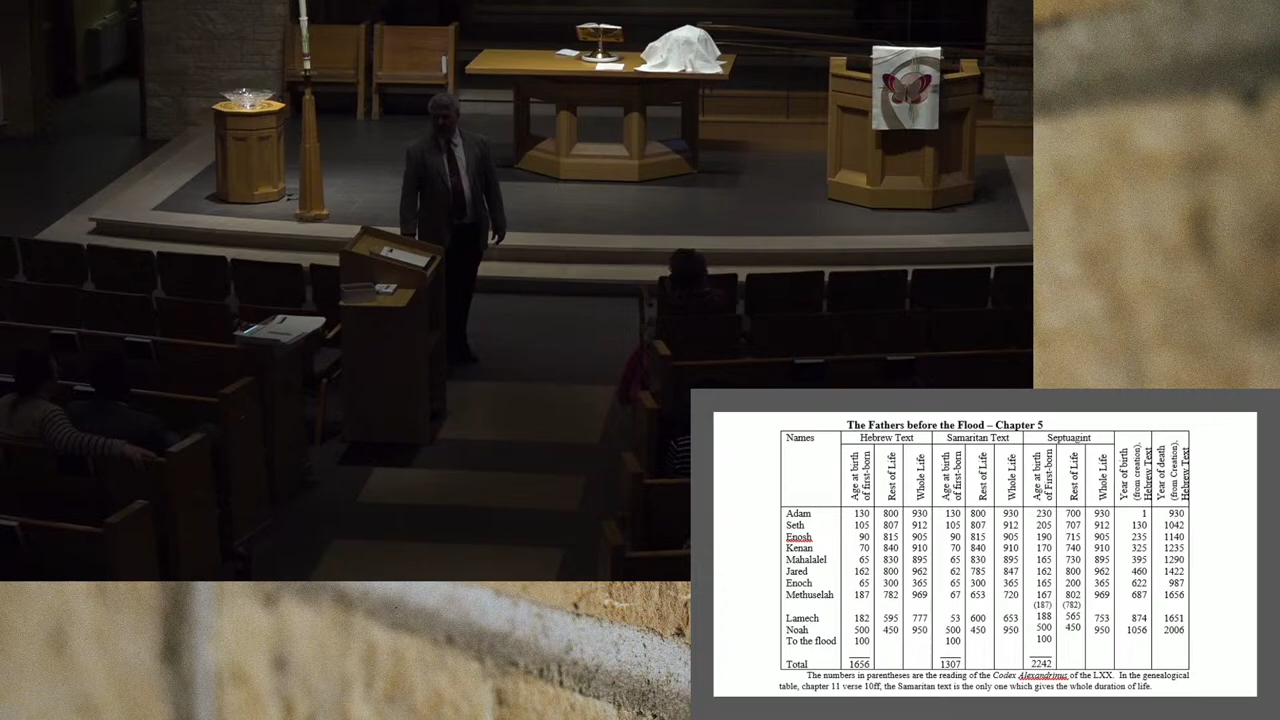 The Fathers before the Flood – Chapter 5
Names Hebrew Text Samaritan Text Septuagint
Age at birth of first-born Rest of Life Whole Life Age at birth of first-born Rest of Life Whole Life Age at birth of First-born Rest of Life Whole Life Year of birth (from creation), Hebrew Text Year of death (from Creation), Hebrew Text
Adam 130 800 930 130 800 930 230 700 930 1 930
Seth 105 807 912 105 807 912 205 707 912 130 1042
Enosh 90 815 905 90 815 905 190 715 905 235 1140
Kenan 70 840 910 70 840 910 170 740 910 325 1235
Mahalalel 65 830 895 65 830 895 165 730 895 395 1290
Jared 162 800 962 62 785 847 162 800 962 460 1422
Enoch 65 300 365 65 300 365 165 200 365 622 987
Methuselah 187 782 969 67 653 720 167 802 969 687 1656
(187) (782)
Lamech 182 595 777 53 600 653 188 565 753 874 1651
Noah 500 450 950 500 450 950 500 450 950 1056 2006
To the flood 100 100 100
Total 1656 1307 2242
The numbers in parentheses are the reading of the Codex Alexandrinus of the LXX. In the genealogical
table, chapter 11 verse 10ff, the Samaritan text is the only one which gives the whole duration of life.